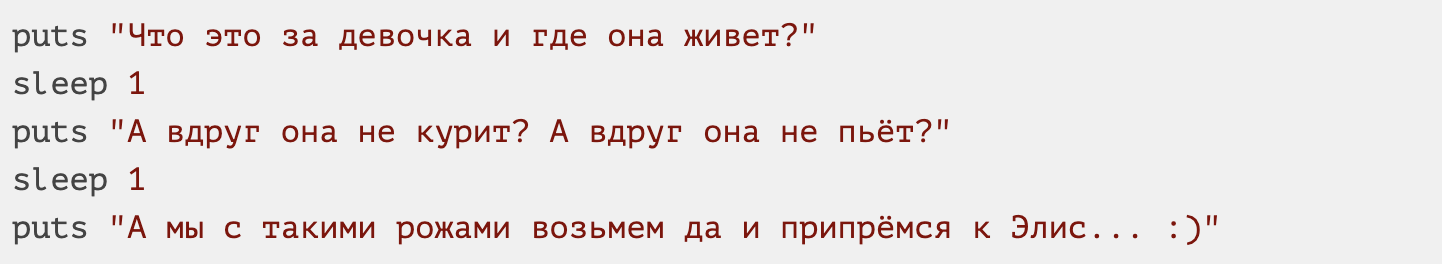 puts "Что это за девочка и где она живет?"
sleep 1
puts "А вдруг она не курит? А вдруг она не пьёт?"
sleep 1
puts "А мы с такими рожами возьмем да и припрёмся к Элис... :)"